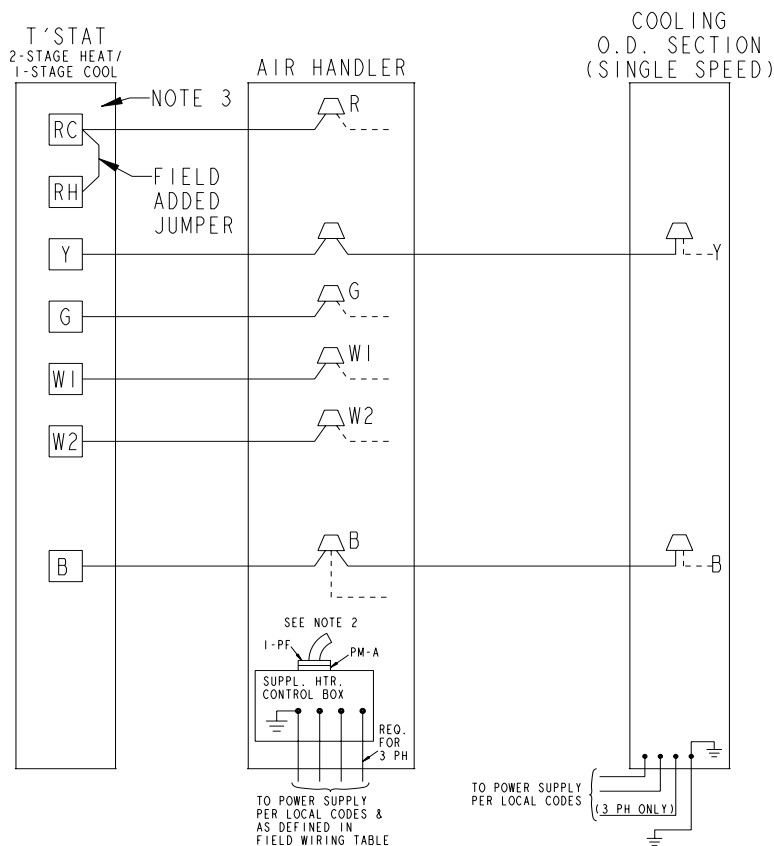 T'STAT
2-STAGE HEAT/
1-STAGE COOL
AIR HANDLER
COOLING
O.D. SECTION
(SINGLE SPEED)
NOTE 3
RC
R
RH
FIELD
ADDED
JUMPER
Y
Y
G
G
W1
W1
W2
W2
B
B
B
SEE NOTE 2
1-PF
PM-A
SUPPL. HTR.
CONTROL BOX
REQ.
FOR
3 PH
TO POWER SUPPLY
PER LOCAL CODES &
AS DEFINED IN
FIELD WIRING TABLE
TO POWER SUPPLY
PER LOCAL CODES
(3 PH ONLY)